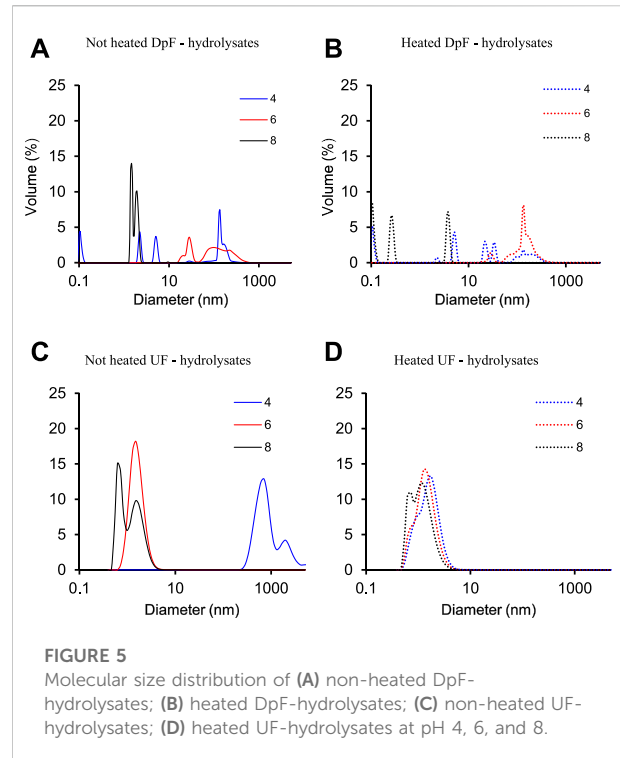 A
Not heated DpF - hydrolysates
25
20
15
10
5
0
Volume (%)
4
6
8
0.1
10
1000
Diameter (nm)
B
Heated DpF - hydrolysates
25
20
15
10
5
0
Volume (%)
4
6
8
0.1
10
1000
Diameter (nm)
C
Not heated UF - hydrolysates
25
20
15
10
5
0
Volume (%)
4
6
8
0.1
10
1000
Diameter (nm)
D
Heated UF - hydrolysates
25
20
15
10
5
0
Volume (%)
4
6
8
0.1
10
1000
Diameter (nm)
FIGURE 5
Molecular size distribution of (A) non-heated DpF-
hydrolysates; (B) heated DpF-hydrolysates; (C) non-heated UF-
hydrolysates; (D) heated UF-hydrolysates at pH 4, 6, and 8.